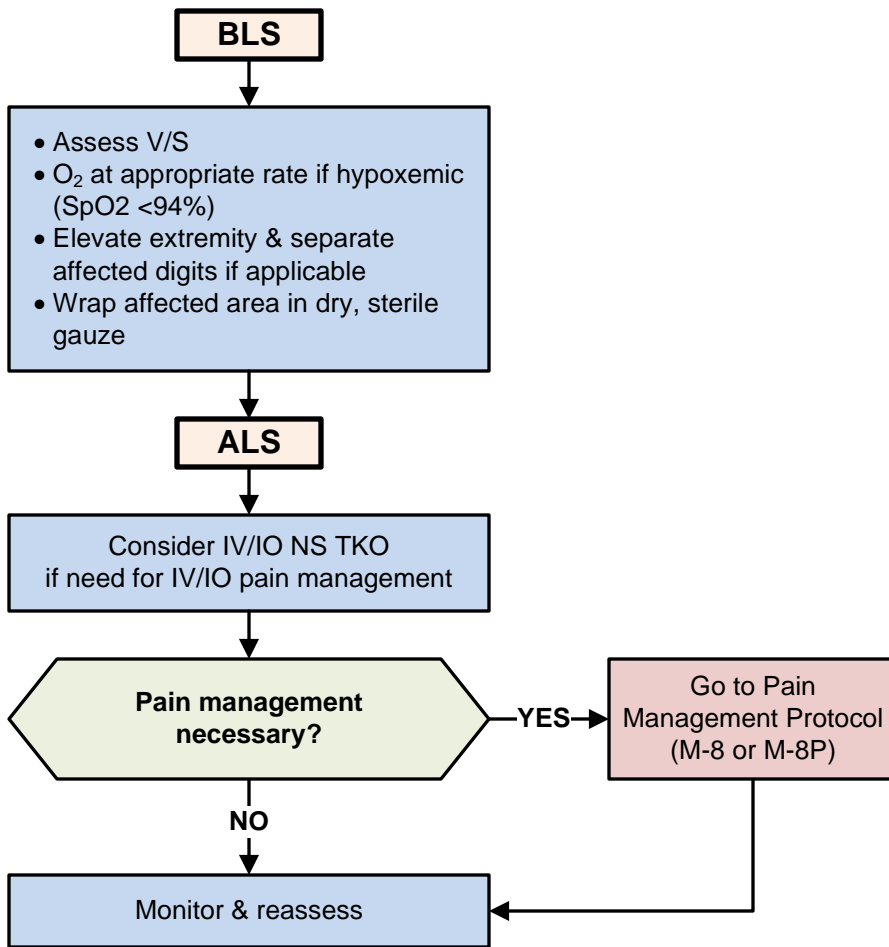 BLS
• Assess V/S
• O₂ at appropriate rate if hypoxemic
(SpO2 <94%)
• Elevate extremity & separate
affected digits if applicable
• Wrap affected area in dry, sterile
gauze
ALS
Consider IV/IO NS TKO
if need for IV/IO pain management
Pain management
necessary?
YES
Go to Pain
Management Protocol
(M-8 or M-8P)
NO
Monitor & reassess